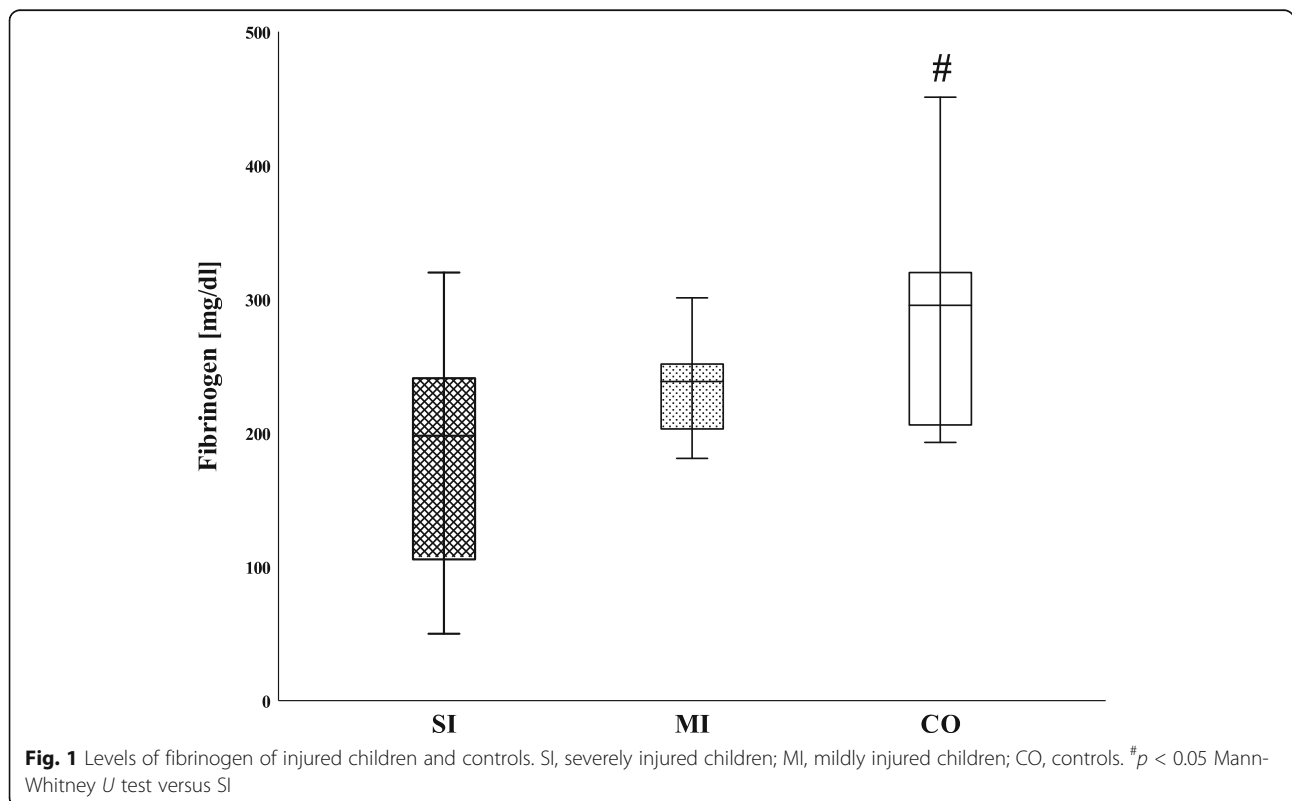 500
#
400
300
200
100
0
Fibrinogen [mg/dl]
SI MI CO
Fig. 1 Levels of fibrinogen of injured children and controls. SI, severely injured children; MI, mildly injured children; CO, controls. #p < 0.05 Mann-
Whitney U test versus SI